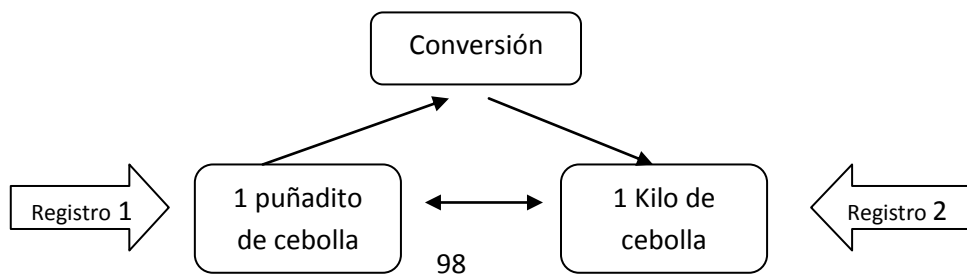 Conversión
Registro 1
1 puñadito
de cebolla
1 Kilo de
cebolla
Registro 2
98